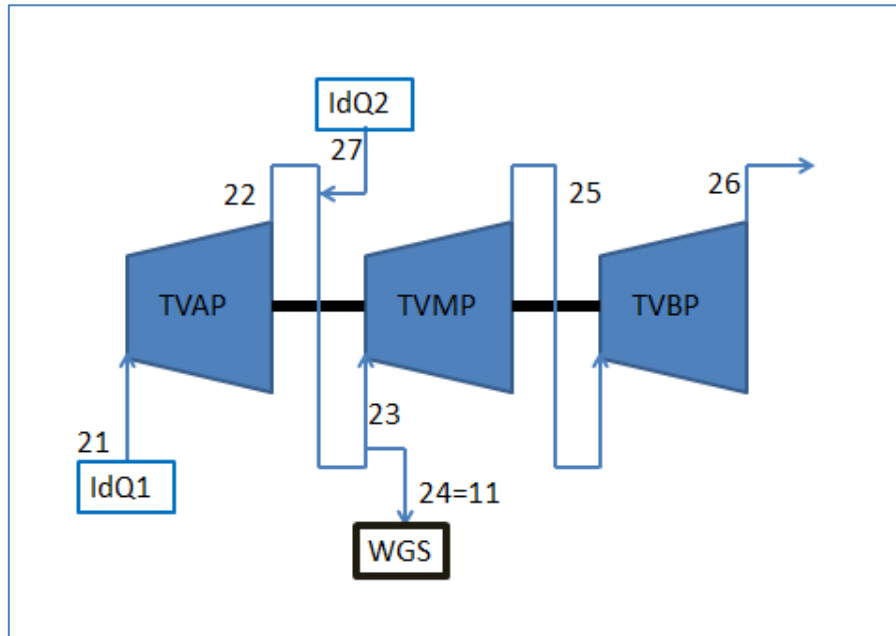 IdQ2
27
22
25
26
TVAP
TVMP
TVBP
23
21
IdQ1
24=11
WGS